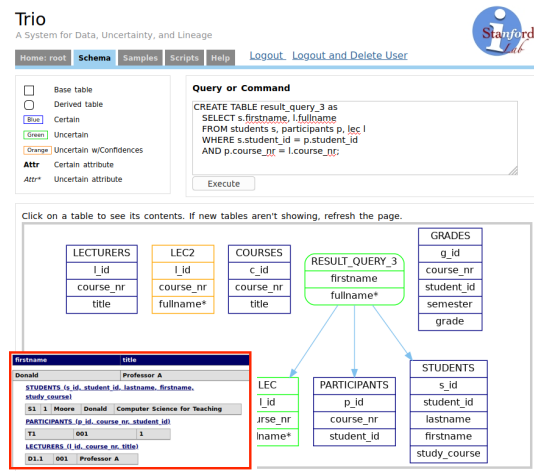 Trio
A System for Data, Uncertainty, and Lineage
Stanford
Lab
Home: root Schema Samples Scripts Help Logout Logout and Delete User
Base table
Derived table
Blue Certain
Green Uncertain
Orange Uncertain w/Confidences
Attr Certain attribute
Attr* Uncertain attribute
Query or Command
CREATE TABLE result_query_3 as
SELECT s.firstname, l.fullname
FROM students s, participants p, lec l
WHERE s.student_id = p.student_id
AND p.course_nr = l.course_nr;
Execute
Click on a table to see its contents. If new tables aren't showing, refresh the page.
LECTURERS
l_id
course_nr
title
LEC2
l_id
course_nr
fullname*
COURSES
c_id
course_nr
title
RESULT_QUERY_3
firstname
fullname*
GRADES
g_id
course_nr
student_id
semester
grade
firstname title
Donald Professor A
STUDENTS (s_id, student_id, lastname, firstname,
study_course)
S1 1 Moore Donald Computer Science for Teaching
PARTICIPANTS (p_id, course_nr, student_id)
T1 001 1
LECTURERS (l_id, course_nr, title)
D1.1 001 Professor A
LEC
l_id
urse_nr
lname*
PARTICIPANTS
p_id
course_nr
student_id
STUDENTS
s_id
student_id
lastname
firstname
study_course